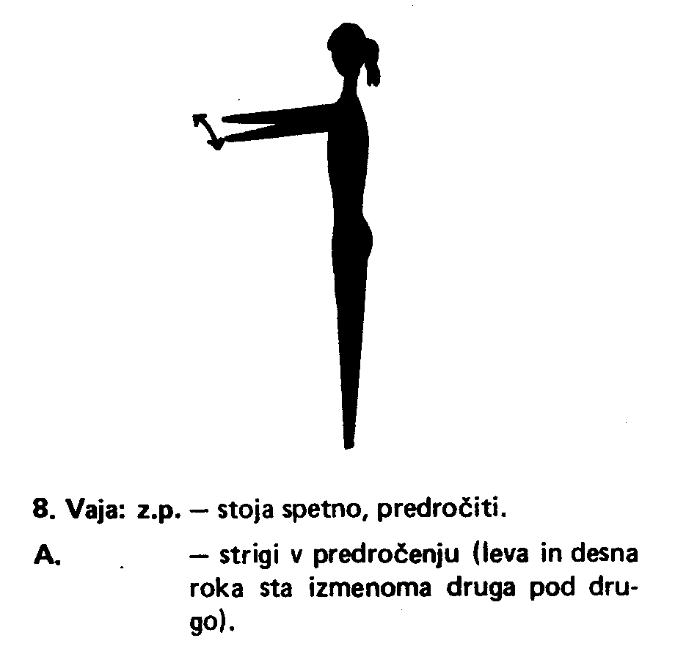 8. Vaja: z.p. — stoja spetno, predročiti.
A. — strigi v predročenju (leva in desna
roka sta izmenoma druga pod dru-
go).